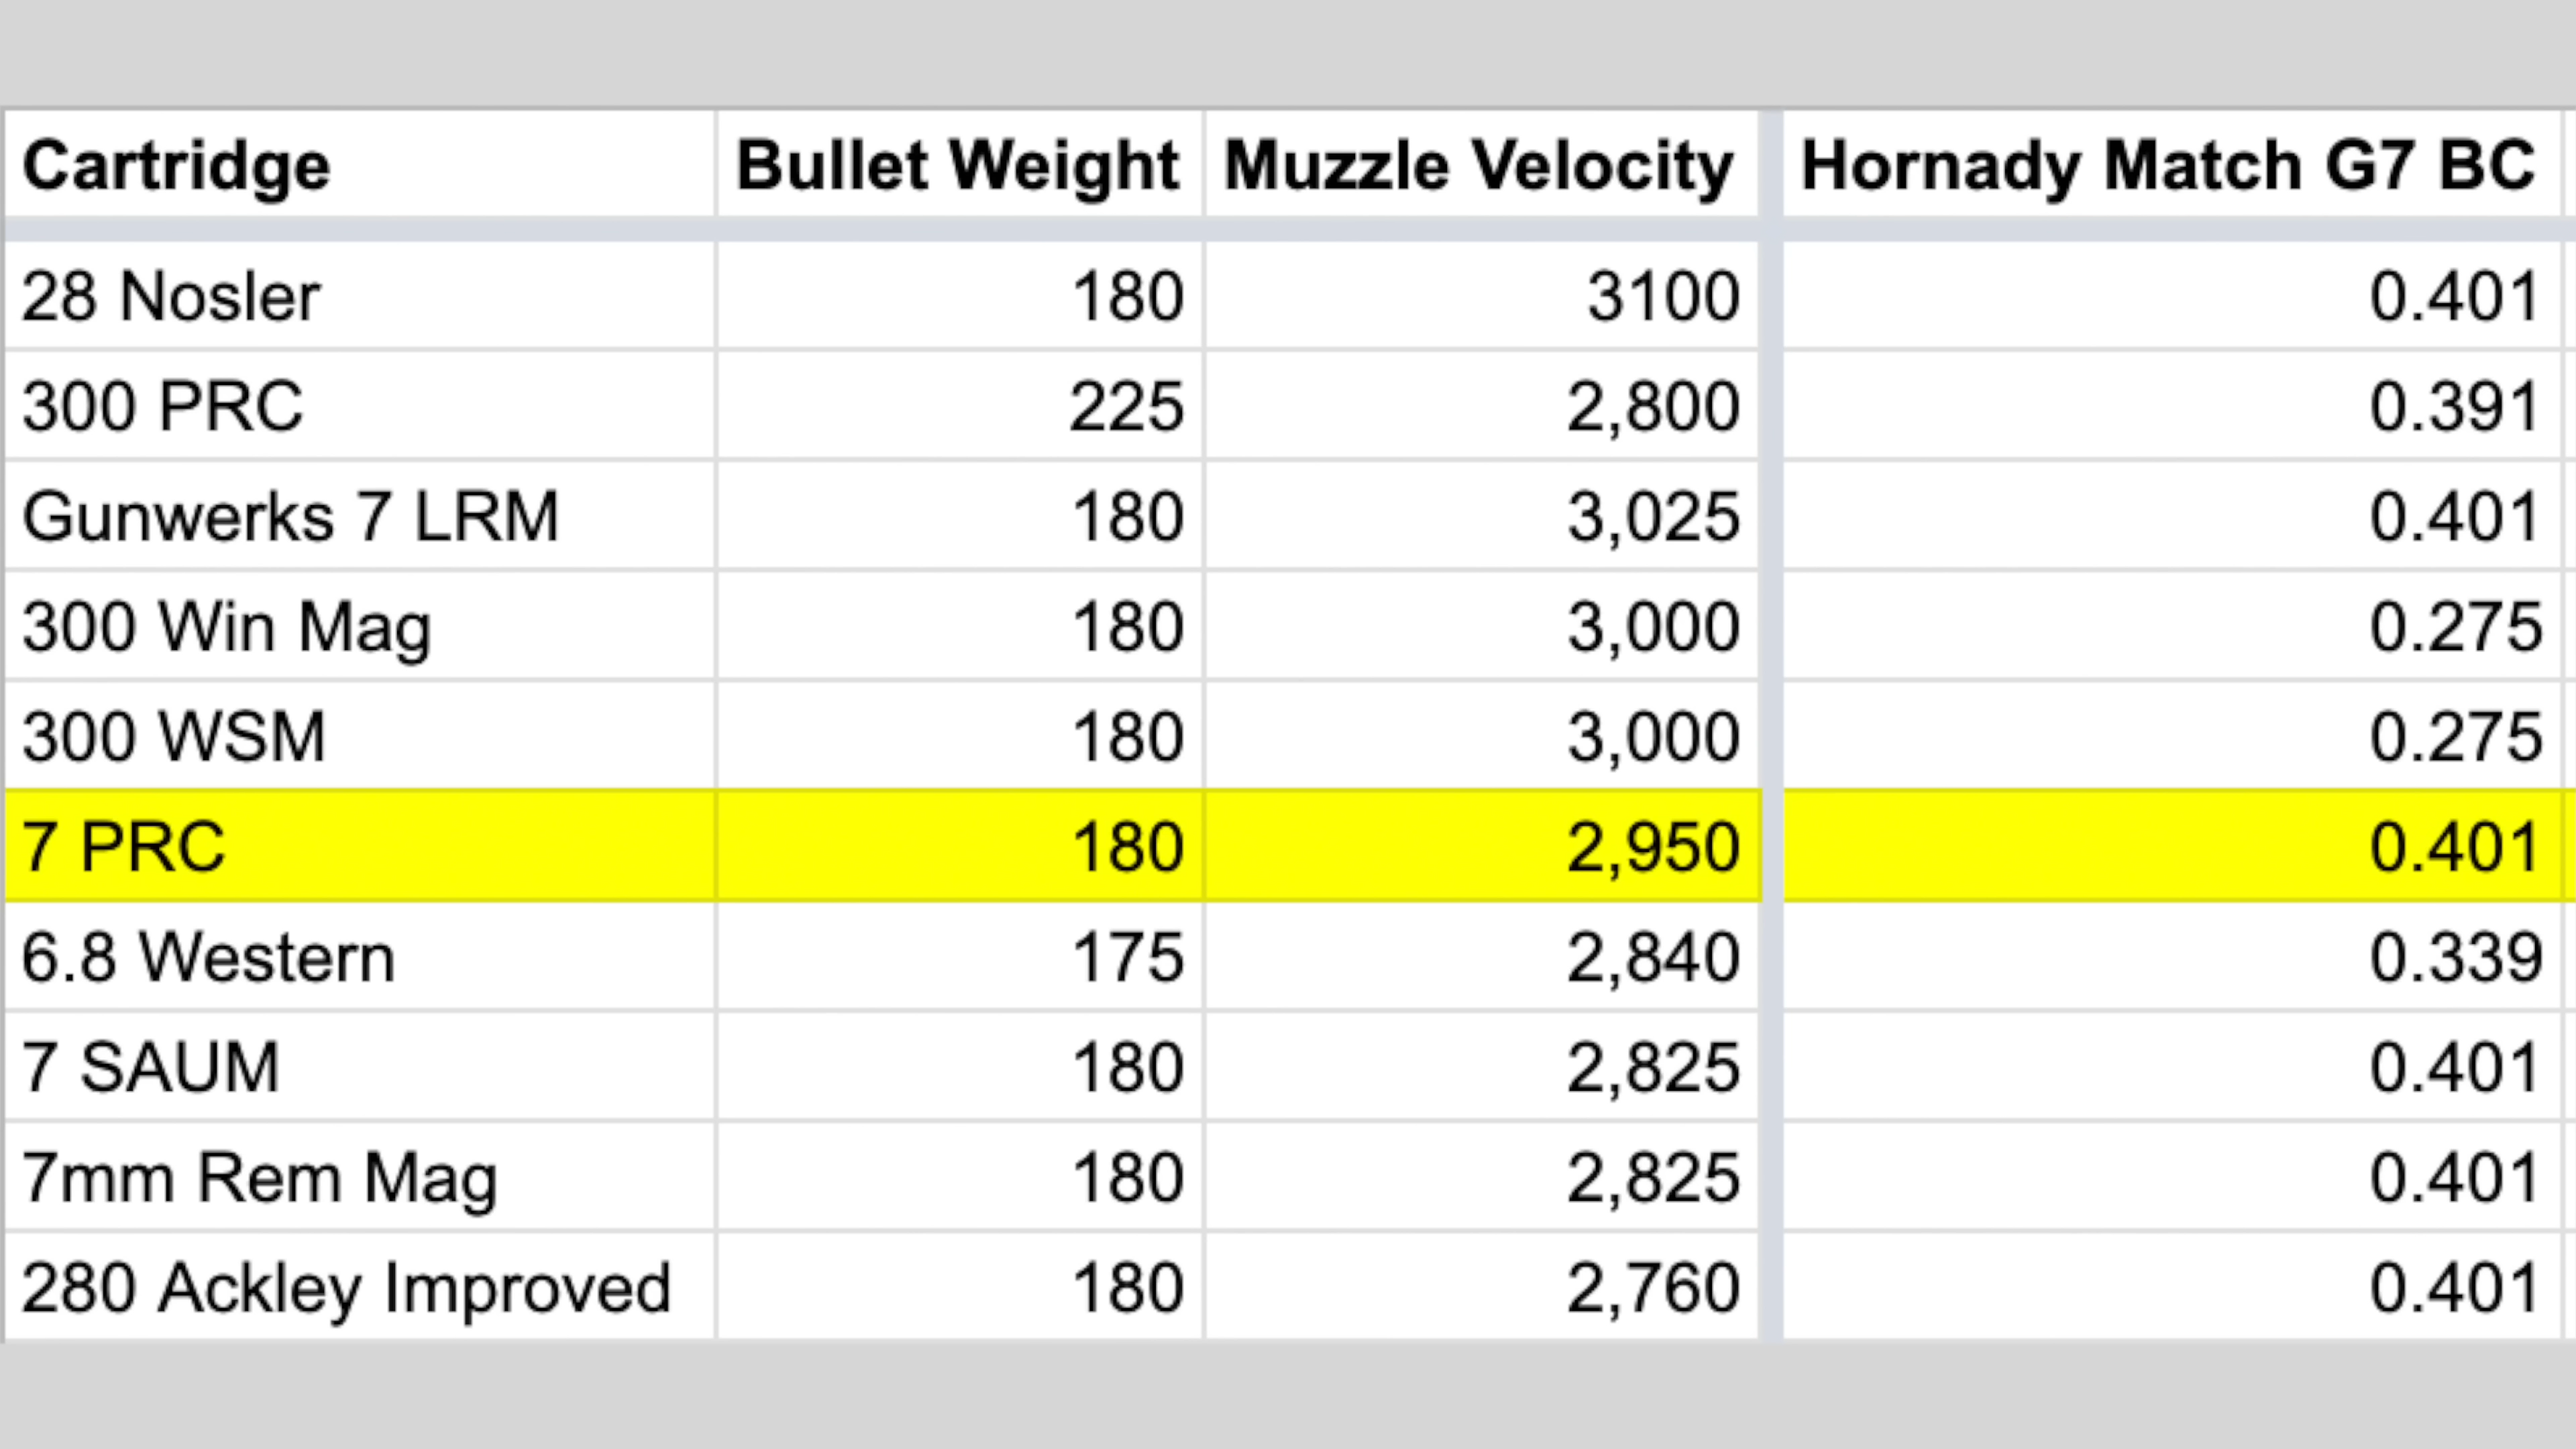 Cartridge Bullet Weight Muzzle Velocity Hornady Match G7 BC
28 Nosler 180 3100 0.401
300 PRC 225 2,800 0.391
Gunwerks 7 LRM 180 3,025 0.401
300 Win Mag 180 3,000 0.275
300 WSM 180 3,000 0.275
7 PRC 180 2,950 0.401
6.8 Western 175 2,840 0.339
7 SAUM 180 2,825 0.401
7mm Rem Mag 180 2,825 0.401
280 Ackley Improved 180 2,760 0.401